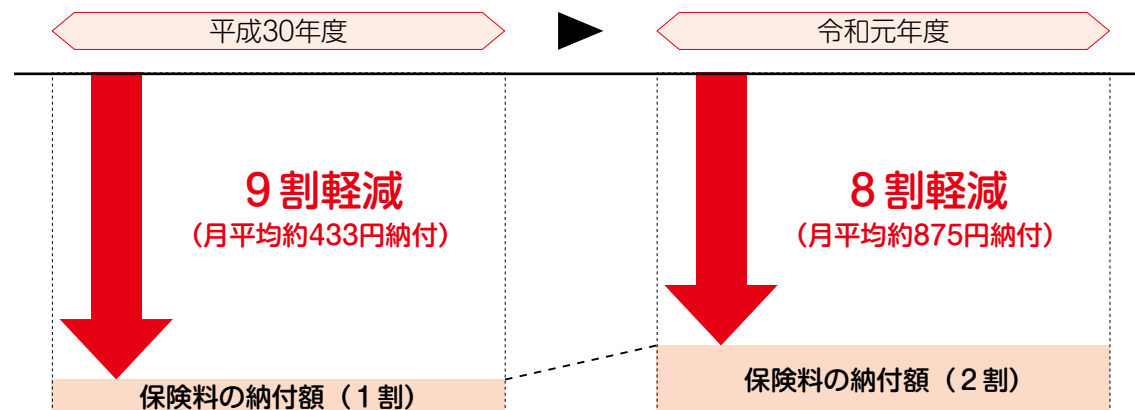 平成30年度
令和元年度
9割軽減
(月平均約433円納付)
8割軽減
(月平均約875円納付)
保険料の納付額(1割)
保険料の納付額(2割)